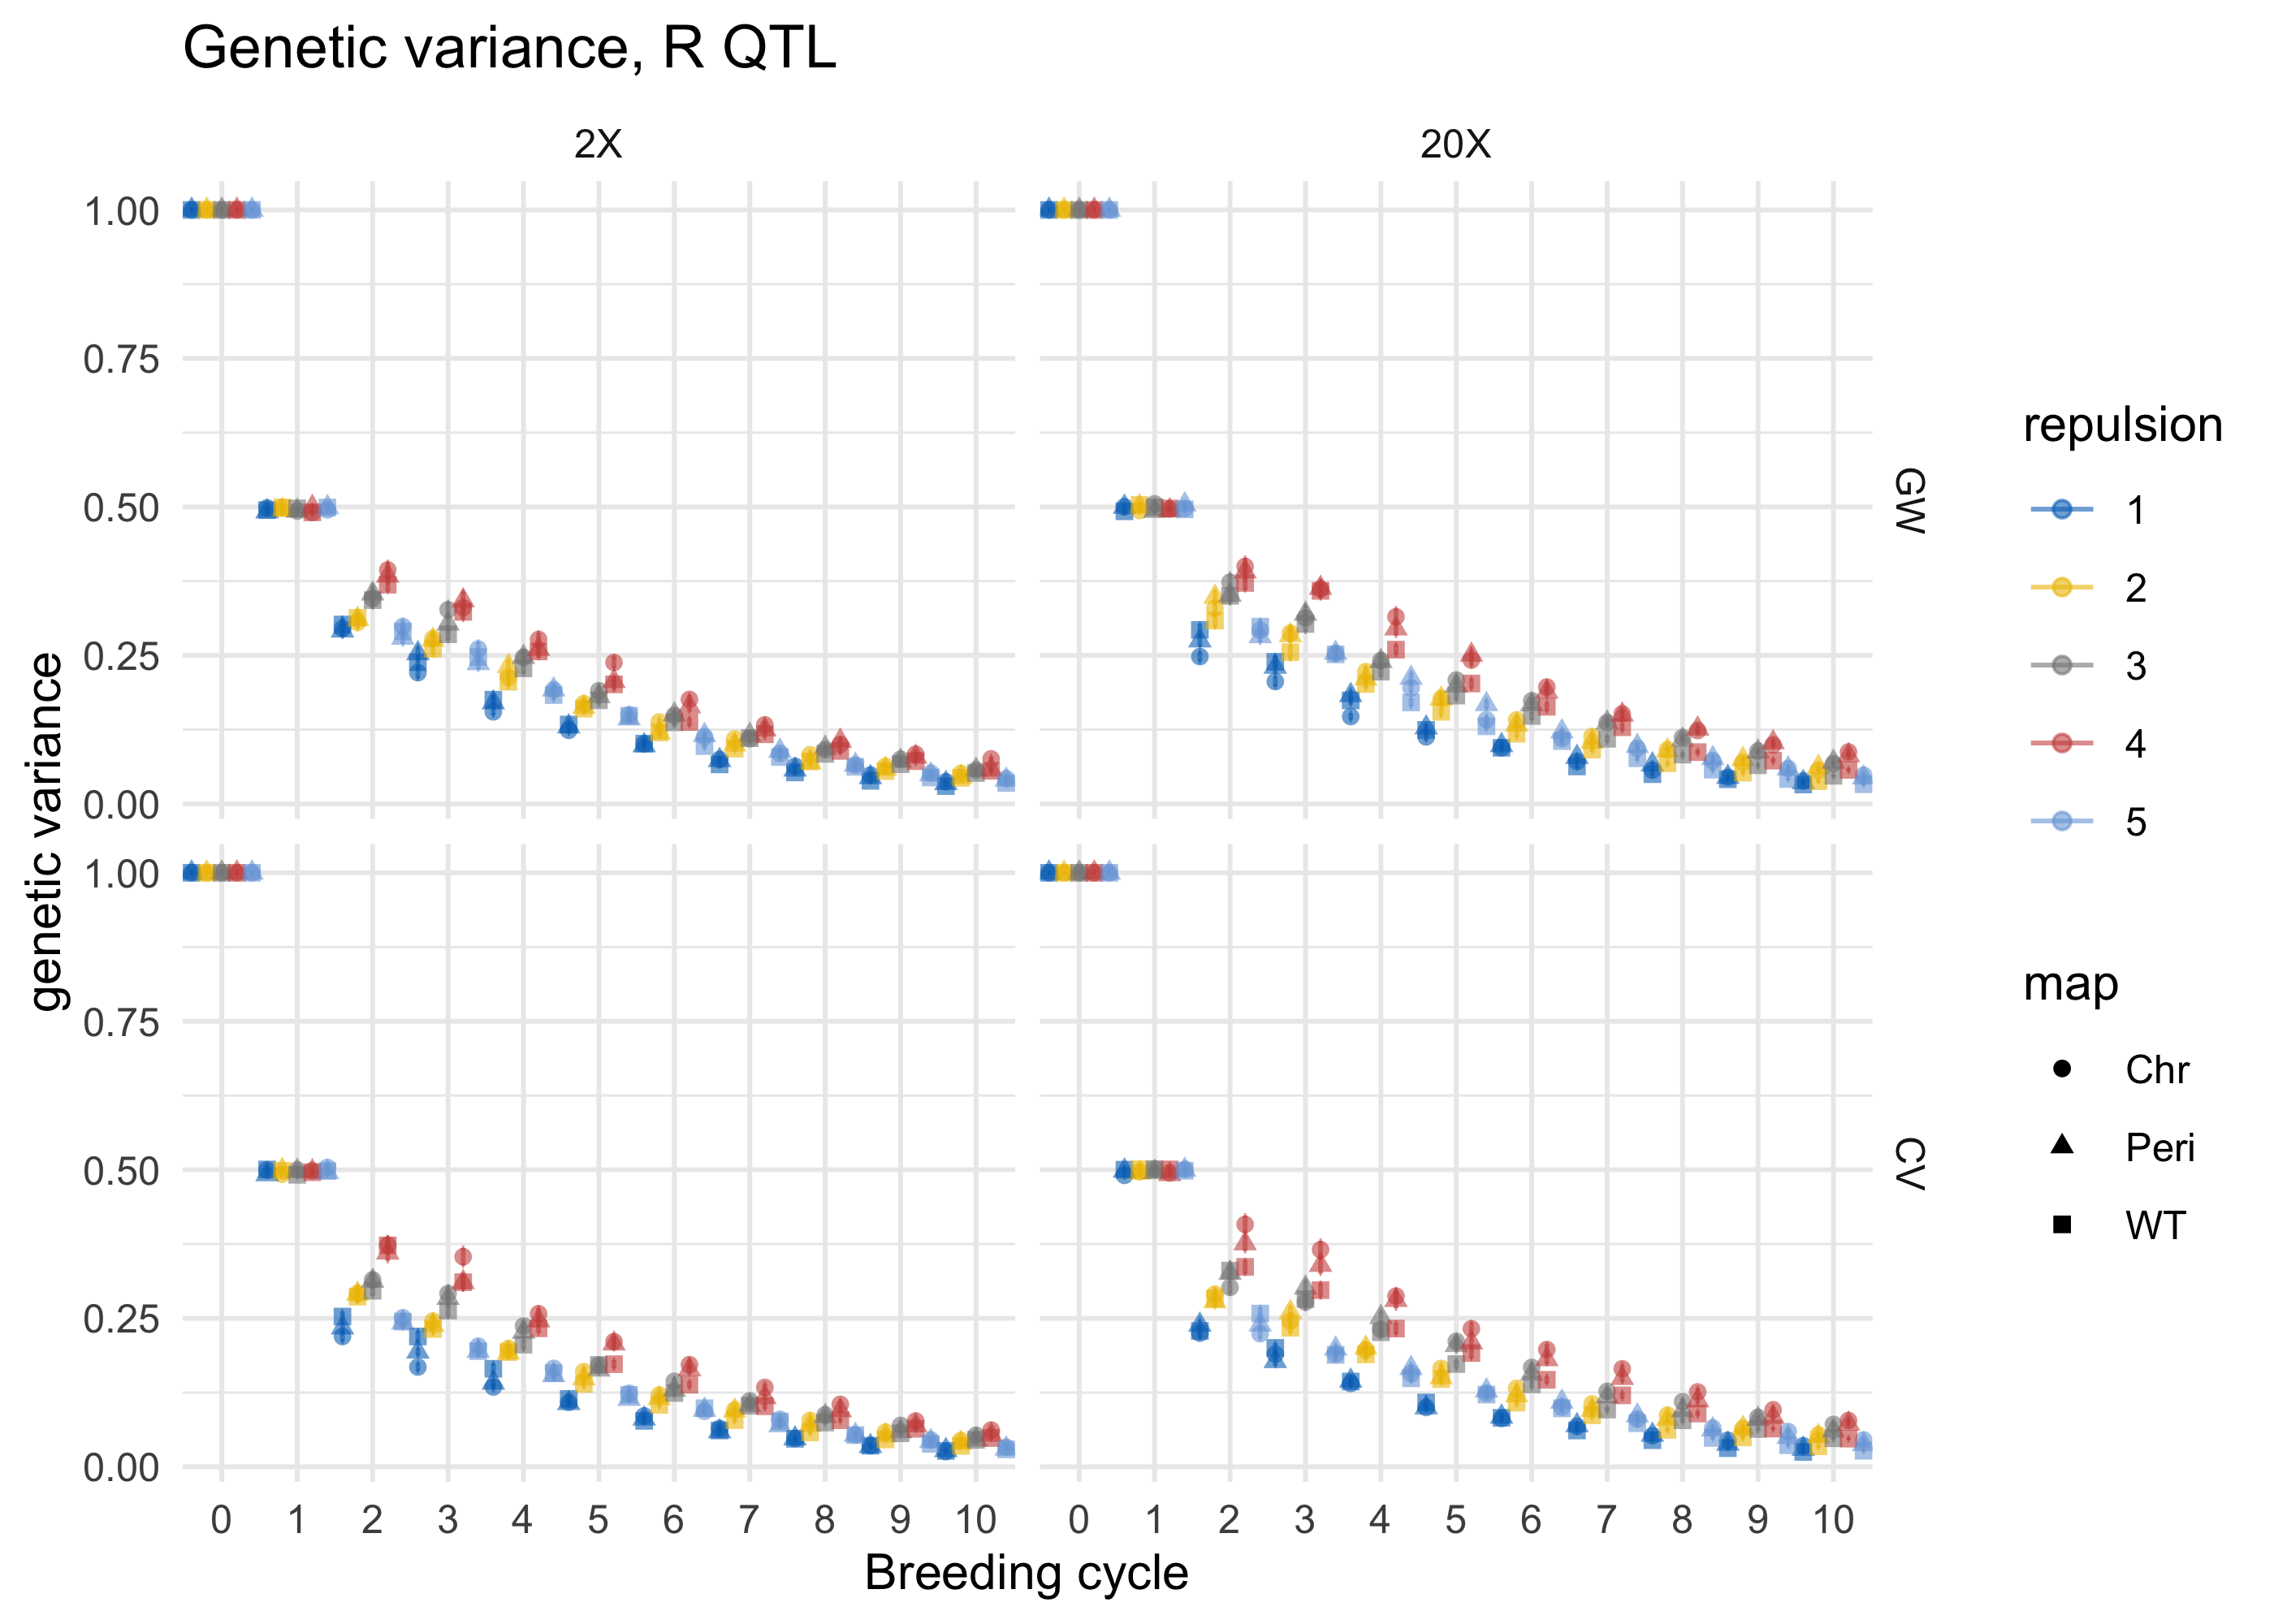 Genetic variance, R QTL
2X
20X
1.00
0.75
0.50
0.25
0.00
GW
1.00
0.75
0.50
0.25
0.00
CV
genetic variance
0 1 2 3 4 5 6 7 8 9 10
0 1 2 3 4 5 6 7 8 9 10
Breeding cycle
repulsion
1
2
3
4
5
map
Chr
Peri
WT